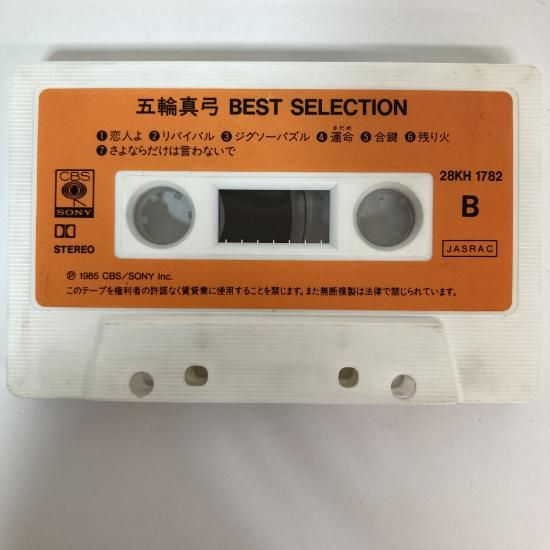 五輪真弓 BEST SELECTION
❶恋人よ ❷リバイバル ❸ジグソーパズル ❹運命 ❺合鍵 ❻残り火
さだめ
❼さよならだけは言わないで
CBS
SONY
28KH 1782
B
STEREO
JASRAC
Ⓟ 1985 CBS/SONY Inc.
このテープを権利者の許諾なく賃貸業に使用することを禁じます。また無断複製は法律で禁じられています。